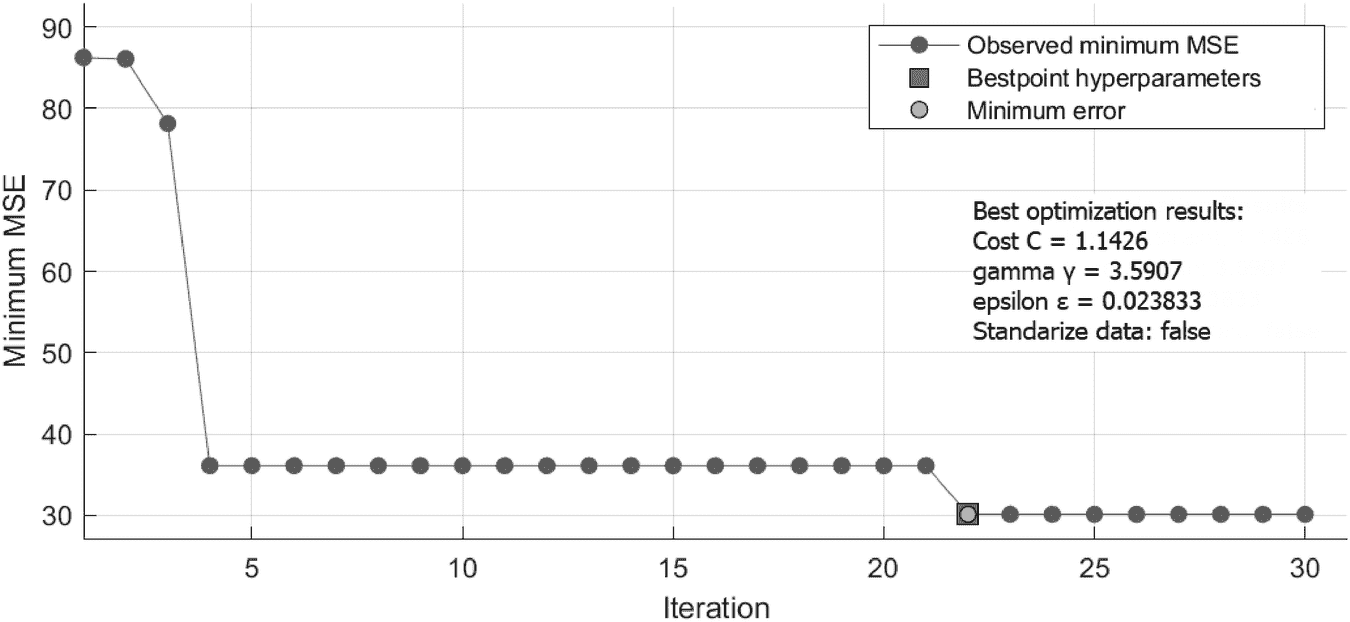 90
80
70
60
50
40
30
Minimum MSE
5
10
15
20
25
30
Iteration
Observed minimum MSE
Bestpoint hyperparameters
Minimum error
Best optimization results:
Cost C = 1.1426
gamma γ = 3.5907
epsilon ε = 0.023833
Standarize data: false